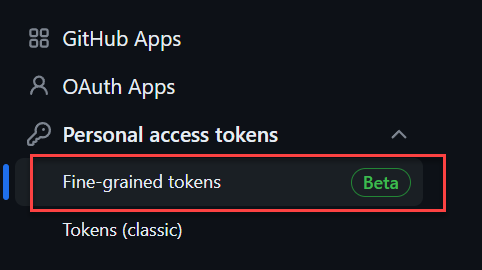 GitHub Apps
OAuth Apps
Personal access tokens
Fine-grained tokens Beta
Tokens (classic)